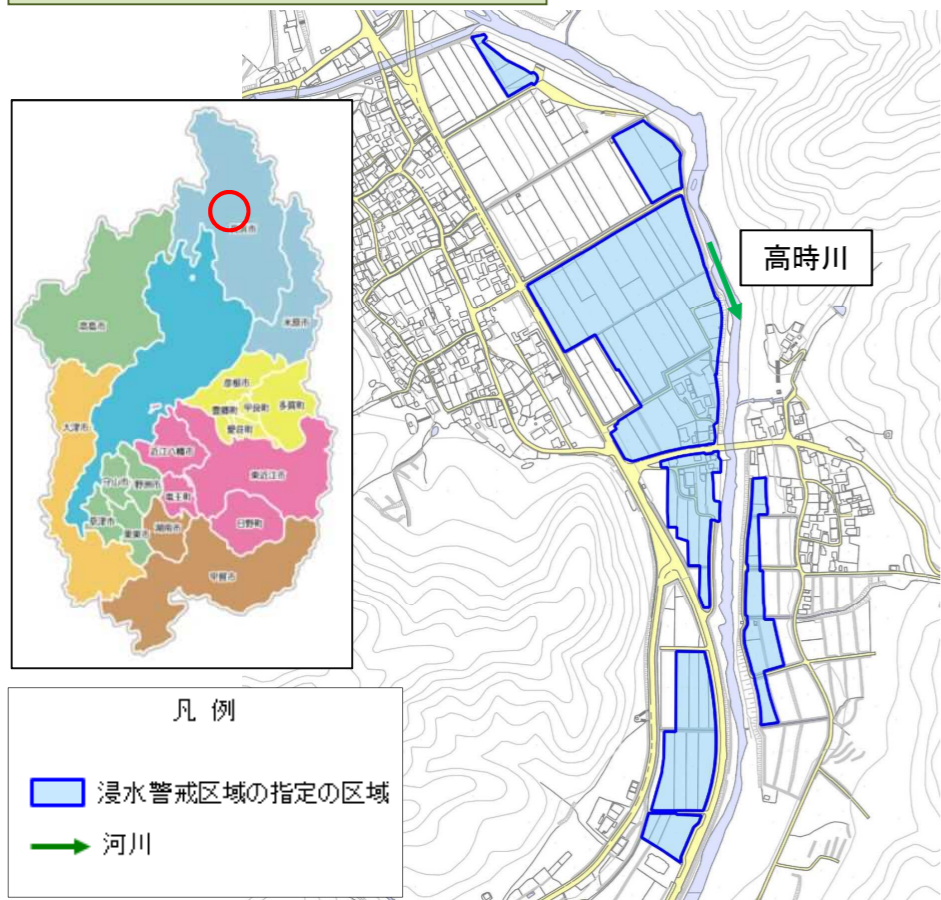 高時川
高島市
米原市
彦根市
豊郷町
甲良町
多賀町
愛荘町
大津市
近江八幡市
東近江市
守山市
野洲市
竜王町
草津市
栗東市
湖南市
日野町
甲賀市
凡 例
浸水警戒区域の指定の区域
河川